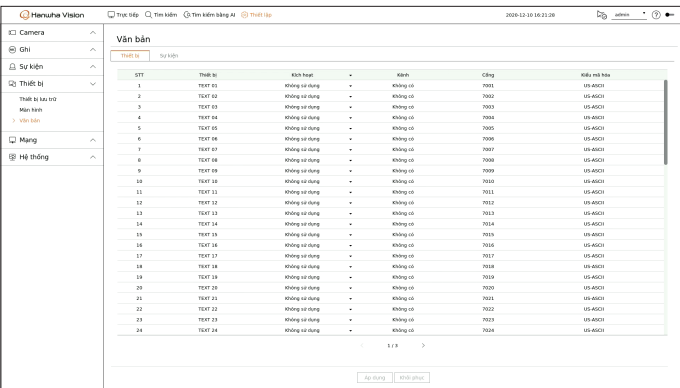 Hanwha Vision
Trực tiếp Tìm kiếm Tìm kiếm bằng AI Thiết lập 2026-12-10 16:21:28 admin
Camera
Ghi
Sự kiện
Thiết bị
Thiết bị lưu trữ
Màn hình
Văn bản
Mạng
Hệ thống
Văn bản
Thiết bị Sự kiện
STT Thiết bị Kích hoạt Kênh Cổng Kiểu mã hóa
1 TEXT 01 Không sử dụng Không có 7001 US-ASCII
2 TEXT 02 Không sử dụng Không có 7002 US-ASCII
3 TEXT 03 Không sử dụng Không có 7003 US-ASCII
4 TEXT 04 Không sử dụng Không có 7004 US-ASCII
5 TEXT 05 Không sử dụng Không có 7005 US-ASCII
6 TEXT 06 Không sử dụng Không có 7006 US-ASCII
7 TEXT 07 Không sử dụng Không có 7007 US-ASCII
8 TEXT 08 Không sử dụng Không có 7008 US-ASCII
9 TEXT 09 Không sử dụng Không có 7009 US-ASCII
10 TEXT 10 Không sử dụng Không có 7010 US-ASCII
11 TEXT 11 Không sử dụng Không có 7011 US-ASCII
12 TEXT 12 Không sử dụng Không có 7012 US-ASCII
13 TEXT 13 Không sử dụng Không có 7013 US-ASCII
14 TEXT 14 Không sử dụng Không có 7014 US-ASCII
15 TEXT 15 Không sử dụng Không có 7015 US-ASCII
16 TEXT 16 Không sử dụng Không có 7016 US-ASCII
17 TEXT 17 Không sử dụng Không có 7017 US-ASCII
18 TEXT 18 Không sử dụng Không có 7018 US-ASCII
19 TEXT 19 Không sử dụng Không có 7019 US-ASCII
20 TEXT 20 Không sử dụng Không có 7020 US-ASCII
21 TEXT 21 Không sử dụng Không có 7021 US-ASCII
22 TEXT 22 Không sử dụng Không có 7022 US-ASCII
23 TEXT 23 Không sử dụng Không có 7023 US-ASCII
24 TEXT 24 Không sử dụng Không có 7024 US-ASCII
1 / 3
Áp dụng Khôi phục